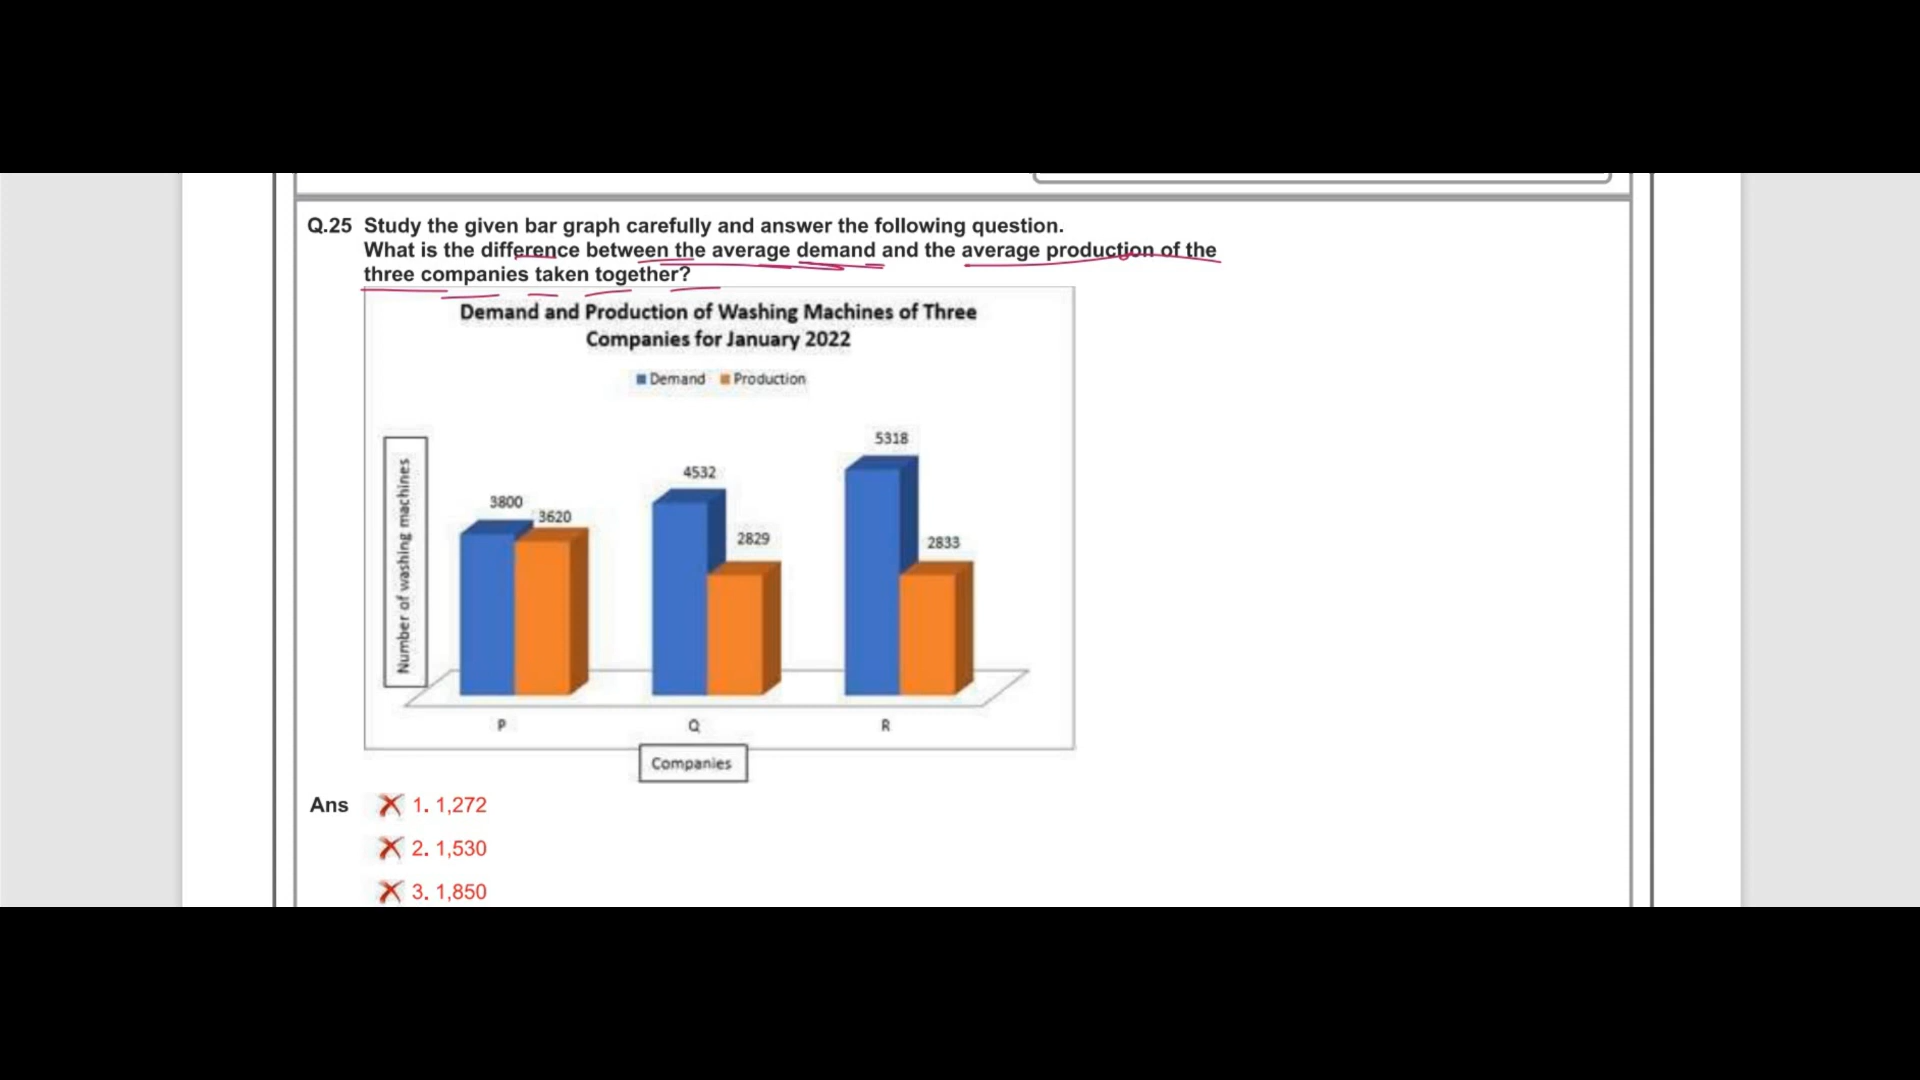 Q.25 Study the given bar graph carefully and answer the following question.
What is the difference between the average demand and the average production of the
three companies taken together?
Demand and Production of Washing Machines of Three
Companies for January 2022
Demand Production
Number of washing machines
3800
3620
4532
2829
5318
2833
P Q R
Companies
Ans 1. 1,272
2. 1,530
3. 1,850